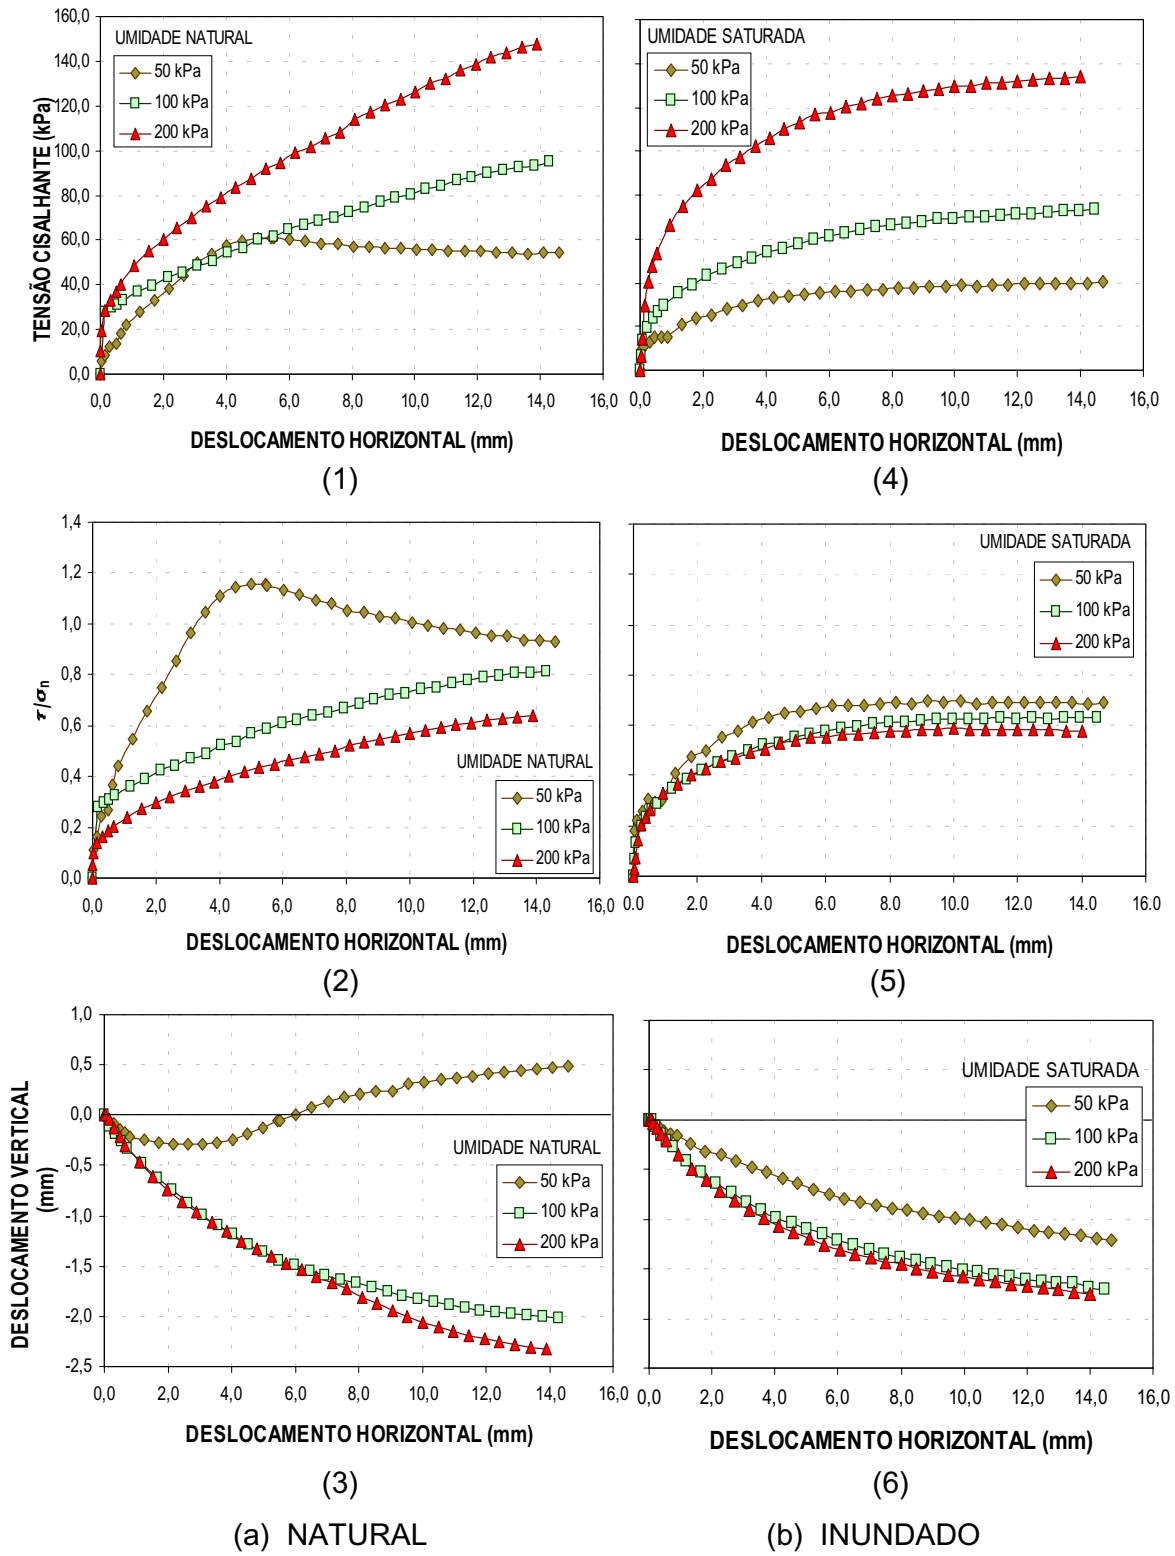 160,0
140,0
120,0
100,0
80,0
60,0
40,0
20,0
0,0
TENSÃO CISALHANTE (kPa)
UMIDADE NATURAL
50 kPa
100 kPa
200 kPa
0,0 2,0 4,0 6,0 8,0 10,0 12,0 14,0 16,0
DESLOCAMENTO HORIZONTAL (mm)
(1)
UMIDADE SATURADA
50 kPa
100 kPa
200 kPa
0,0 2,0 4,0 6,0 8,0 10,0 12,0 14,0 16,0
DESLOCAMENTO HORIZONTAL (mm)
(4)
1,4
1,2
1,0
0,8
0,6
0,4
0,2
0,0
τ/σn
UMIDADE NATURAL
50 kPa
100 kPa
200 kPa
0,0 2,0 4,0 6,0 8,0 10,0 12,0 14,0 16,0
DESLOCAMENTO HORIZONTAL (mm)
(2)
UMIDADE SATURADA
50 kPa
100 kPa
200 kPa
0.0 2.0 4.0 6.0 8.0 10.0 12.0 14.0 16.0
DESLOCAMENTO HORIZONTAL (mm)
(5)
1,0
0,5
0,0
-0,5
-1,0
-1,5
-2,0
-2,5
DESLOCAMENTO VERTICAL
(mm)
UMIDADE NATURAL
50 kPa
100 kPa
200 kPa
0,0 2,0 4,0 6,0 8,0 10,0 12,0 14,0 16,0
DESLOCAMENTO HORIZONTAL (mm)
(3)
UMIDADE SATURADA
50 kPa
100 kPa
200 kPa
0,0 2,0 4,0 6,0 8,0 10,0 12,0 14,0 16,0
DESLOCAMENTO HORIZONTAL (mm)
(6)
(a) NATURAL
(b) INUNDADO